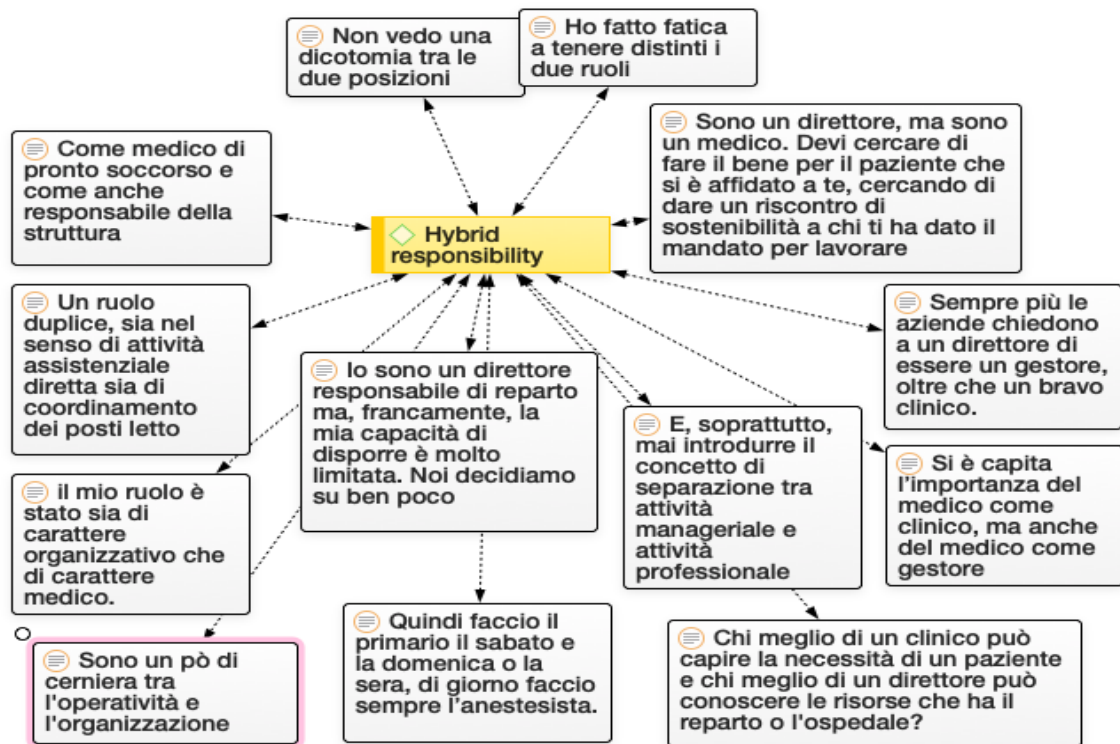 Non vedo una
dicotomia tra le
due posizioni
Ho fatto fatica
a tenere distinti i
due ruoli
Come medico di
pronto soccorso e
come anche
responsabile della
struttura
Sono un direttore, ma sono
un medico. Devi cercare di
fare il bene per il paziente che
si è affidato a te, cercando di
dare un riscontro di
sostenibilità a chi ti ha dato il
mandato per lavorare
Hybrid
responsibility
Un ruolo
duplice, sia nel
senso di attività
assistenziale
diretta sia di
coordinamento
dei posti letto
Io sono un direttore
responsabile di reparto
ma, francamente, la
mia capacità di
disporre è molto
limitata. Noi decidiamo
su ben poco
Sempre più le
aziende chiedono
a un direttore di
essere un gestore,
oltre che un bravo
clinico.
E, soprattutto,
mai introdurre il
concetto di
separazione tra
attività
manageriale e
attività
professionale
Si è capita
l'importanza del
medico come
clinico, ma anche
del medico come
gestore
il mio ruolo è
stato sia di
carattere
organizzativo che
di carattere
medico.
Sono un pò di
cerniera tra
l'operatività e
l'organizzazione
Quindi faccio il
primario il sabato e
la domenica o la
sera, di giorno faccio
sempre l'anestesista.
Chi meglio di un clinico può
capire la necessità di un paziente
e chi meglio di un direttore può
conoscere le risorse che ha il
reparto o l'ospedale?